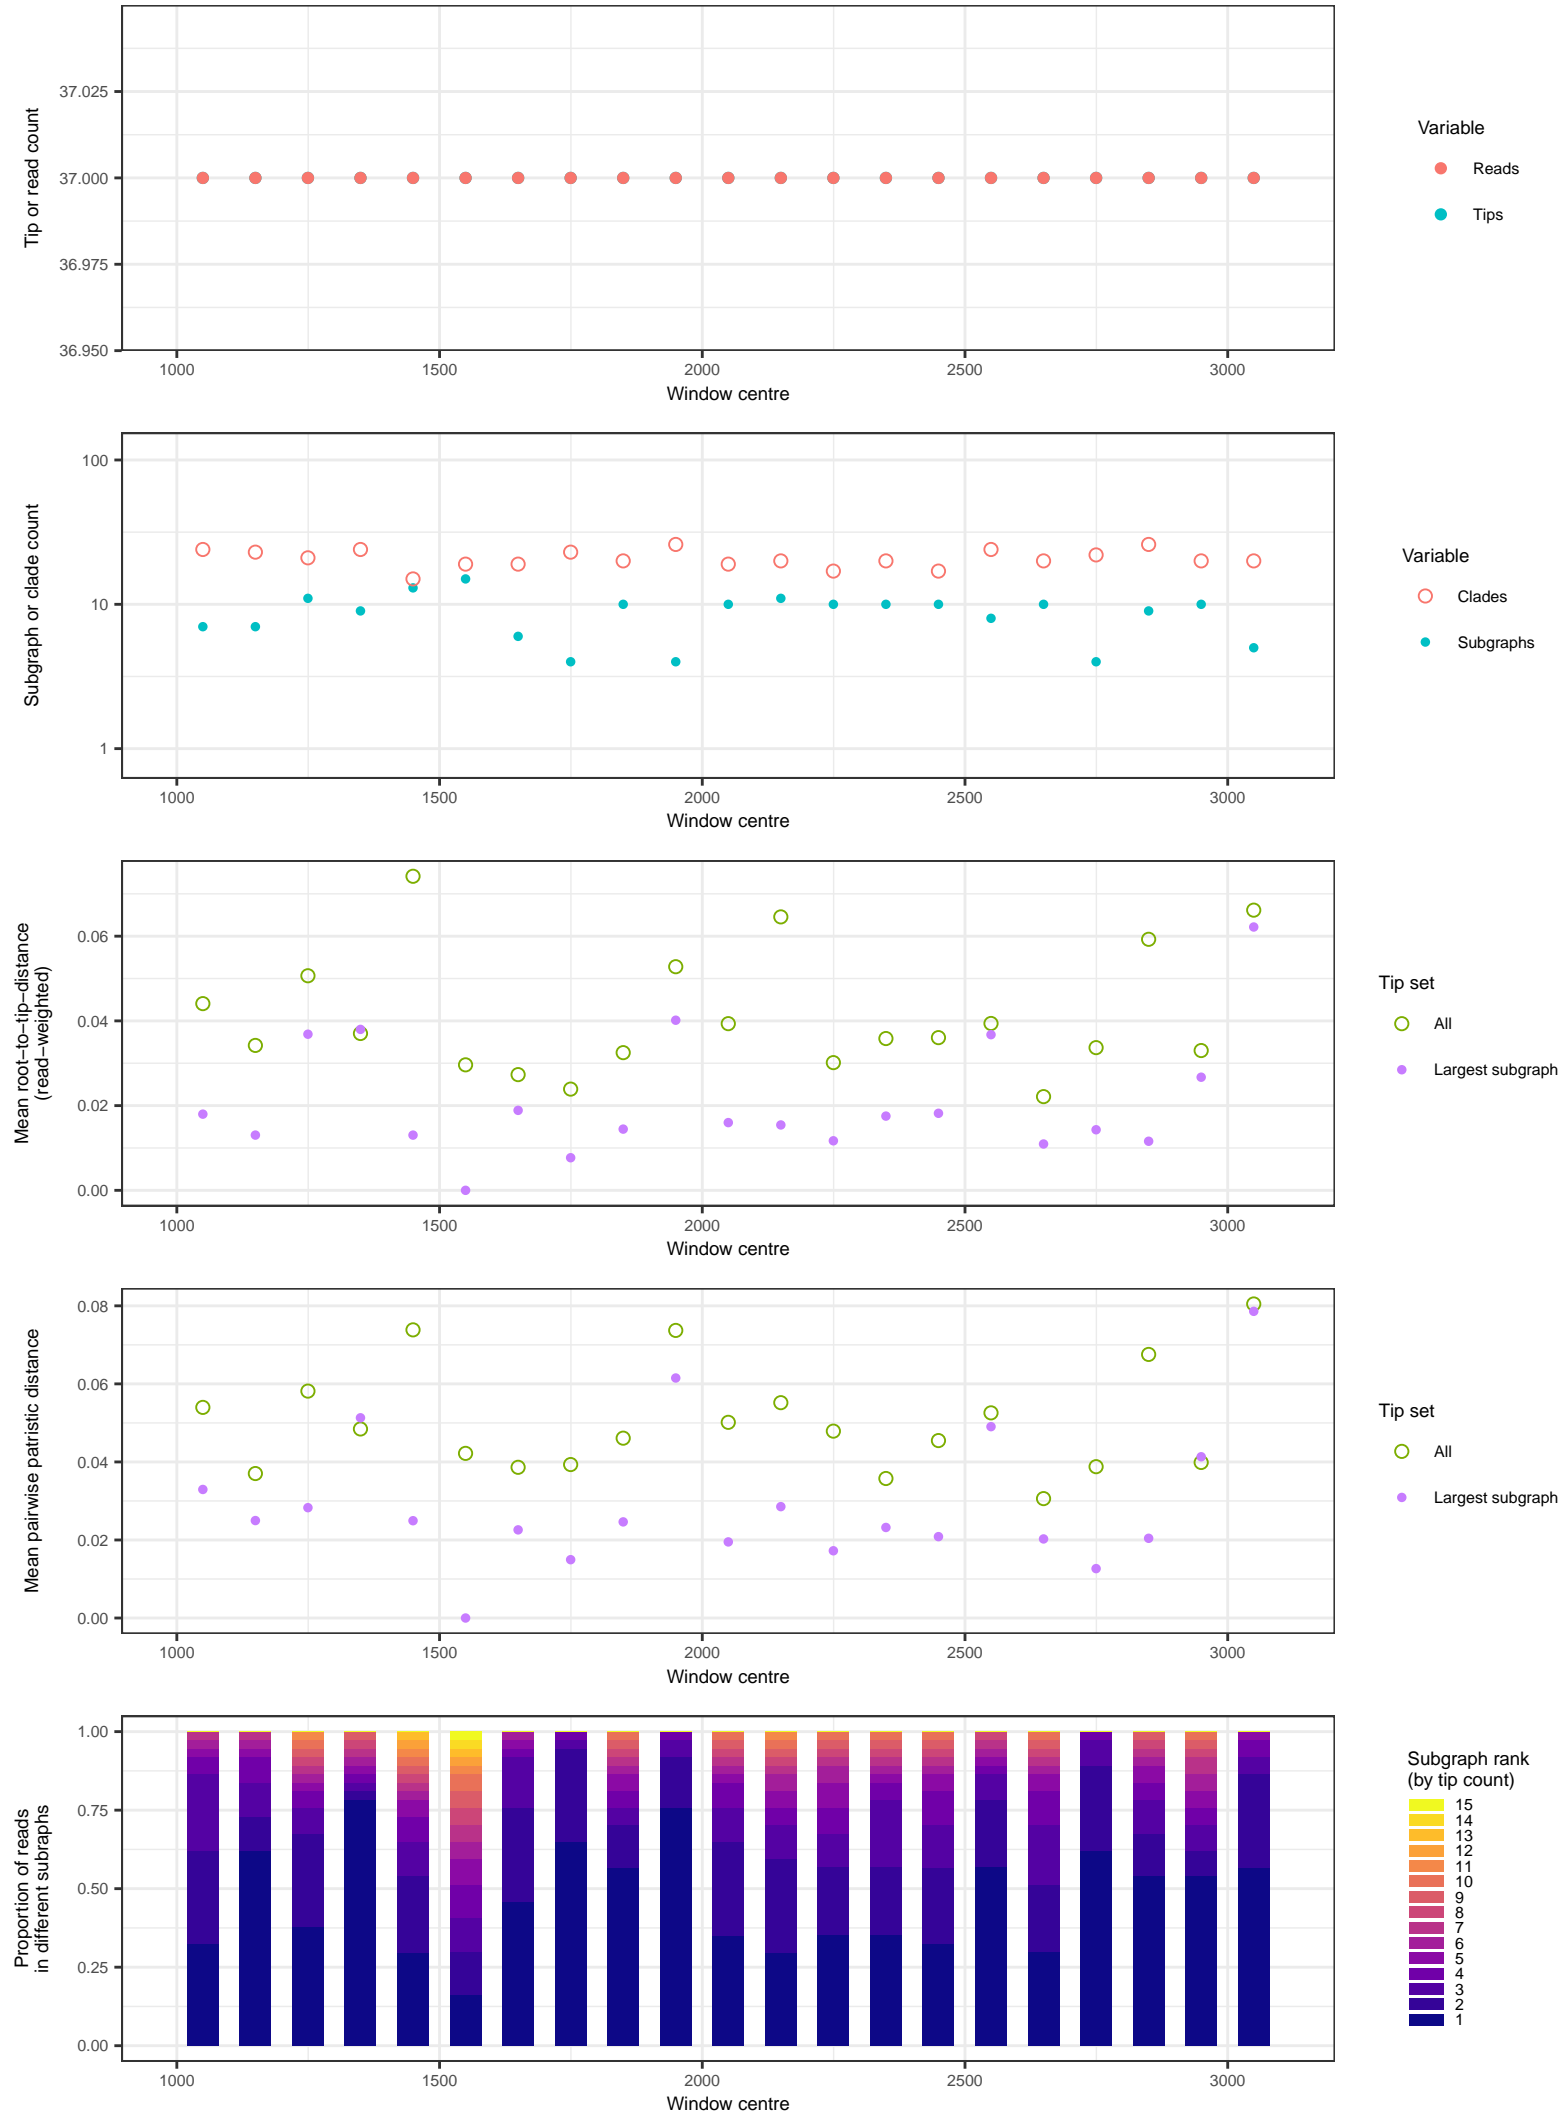 Tip or read count
37.025
37.000
36.975
36.950
1000 1500 2000 2500 3000
Window centre
Variable
Reads
Tips
Subgraph or clade count
100
10
1
1000 1500 2000 2500 3000
Window centre
Variable
Clades
Subgraphs
Mean root−to−tip−distance
(read−weighted)
0.06
0.04
0.02
0.00
1000 1500 2000 2500 3000
Window centre
Tip set
All
Largest subgraph
Mean pairwise patristic distance
0.08
0.06
0.04
0.02
0.00
1000 1500 2000 2500 3000
Window centre
Tip set
All
Largest subgraph
Proportion of reads
in different subraphs
1.00
0.75
0.50
0.25
0.00
1000 1500 2000 2500 3000
Window centre
Subgraph rank
(by tip count)
15
14
13
12
11
10
9
8
7
6
5
4
3
2
1